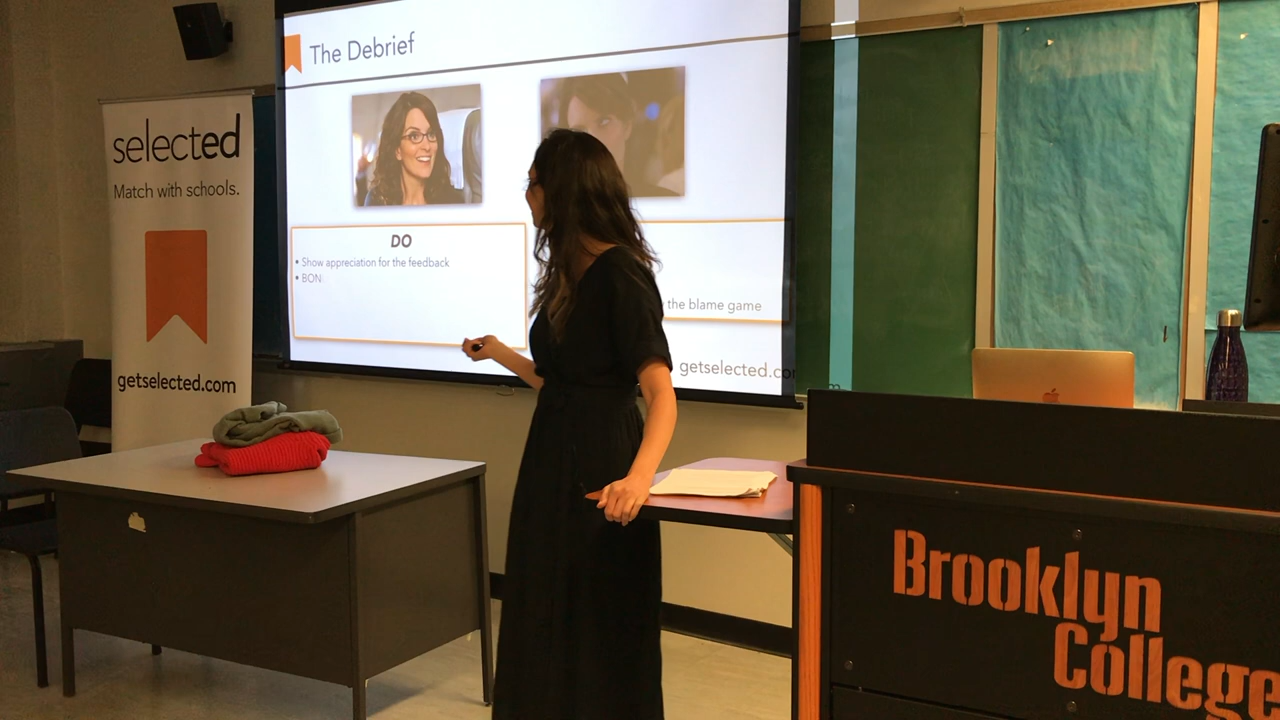 selected
Match with schools.
getselected.com
The Debrief
DO
• Show appreciation for the feedback
• BON
the blame game
getselected.co
Brooklyn
College